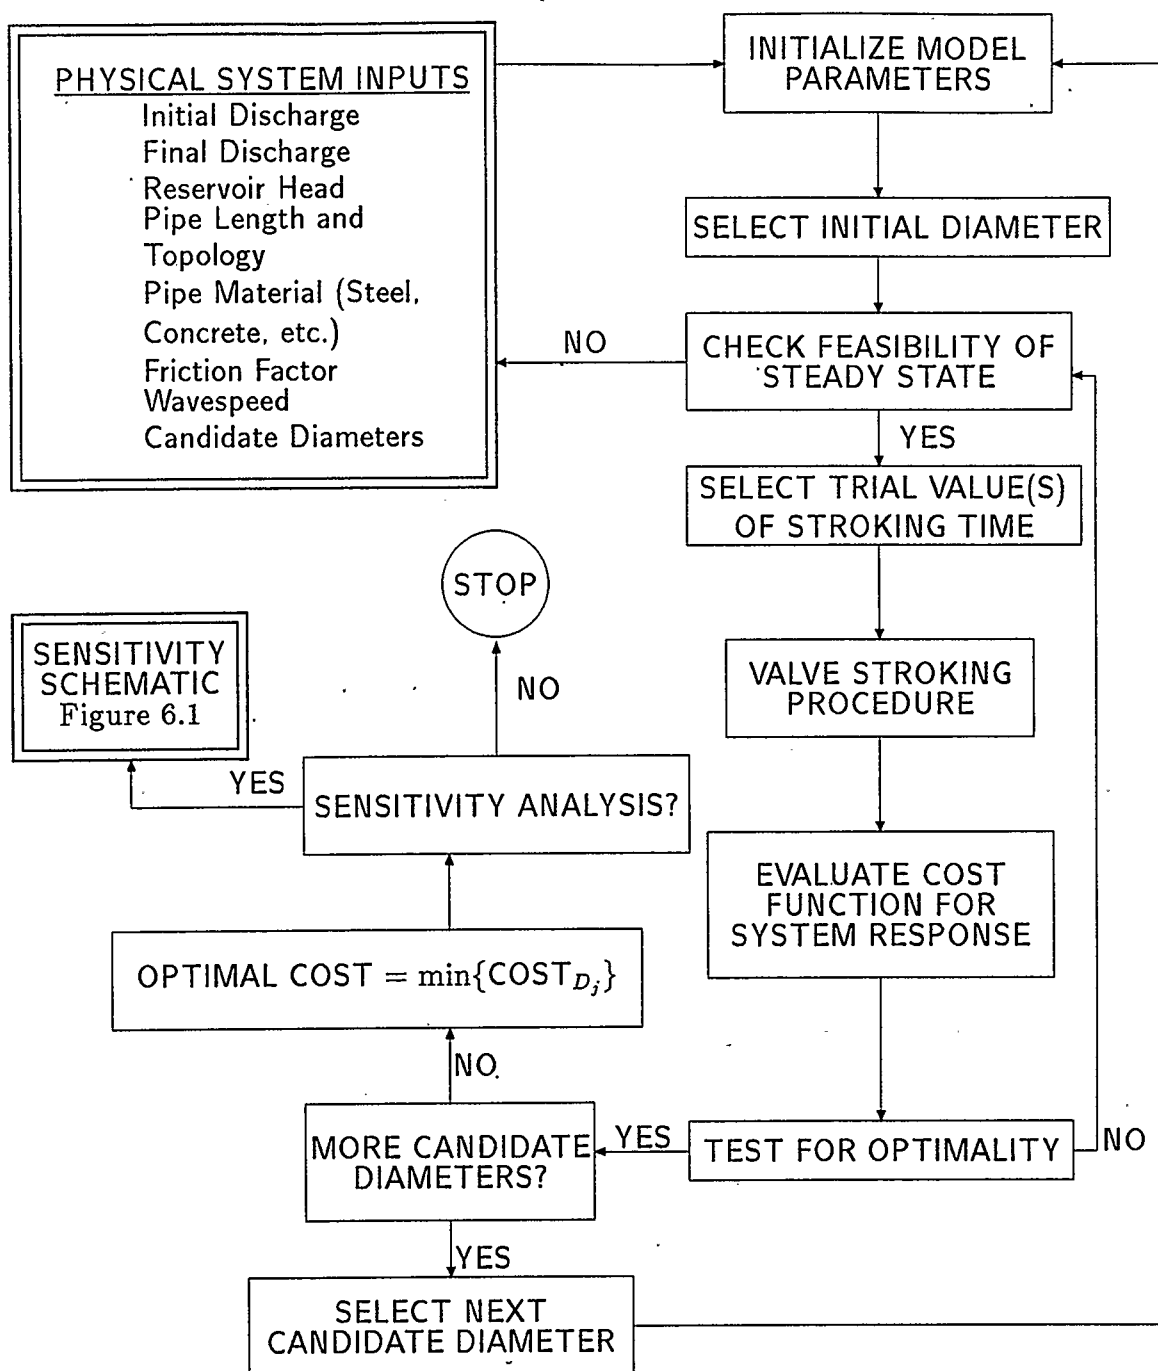 PHYSICAL SYSTEM INPUTS
Initial Discharge
Final Discharge
Reservoir Head
Pipe Length and
Topology
Pipe Material (Steel,
Concrete, etc.)
Friction Factor
Wavespeed
Candidate Diameters
INITIALIZE MODEL
PARAMETERS
SELECT INITIAL DIAMETER
CHECK FEASIBILITY OF
STEADY STATE
NO
YES
SELECT TRIAL VALUE(S)
OF STROKING TIME
VALVE STROKING
PROCEDURE
EVALUATE COST
FUNCTION FOR
SYSTEM RESPONSE
TEST FOR OPTIMALITY
NO
YES
MORE CANDIDATE
DIAMETERS?
YES
SELECT NEXT
CANDIDATE DIAMETER
NO
OPTIMAL COST = min{COST_{D_j}}
SENSITIVITY ANALYSIS?
NO
STOP
YES
SENSITIVITY
SCHEMATIC
Figure 6.1